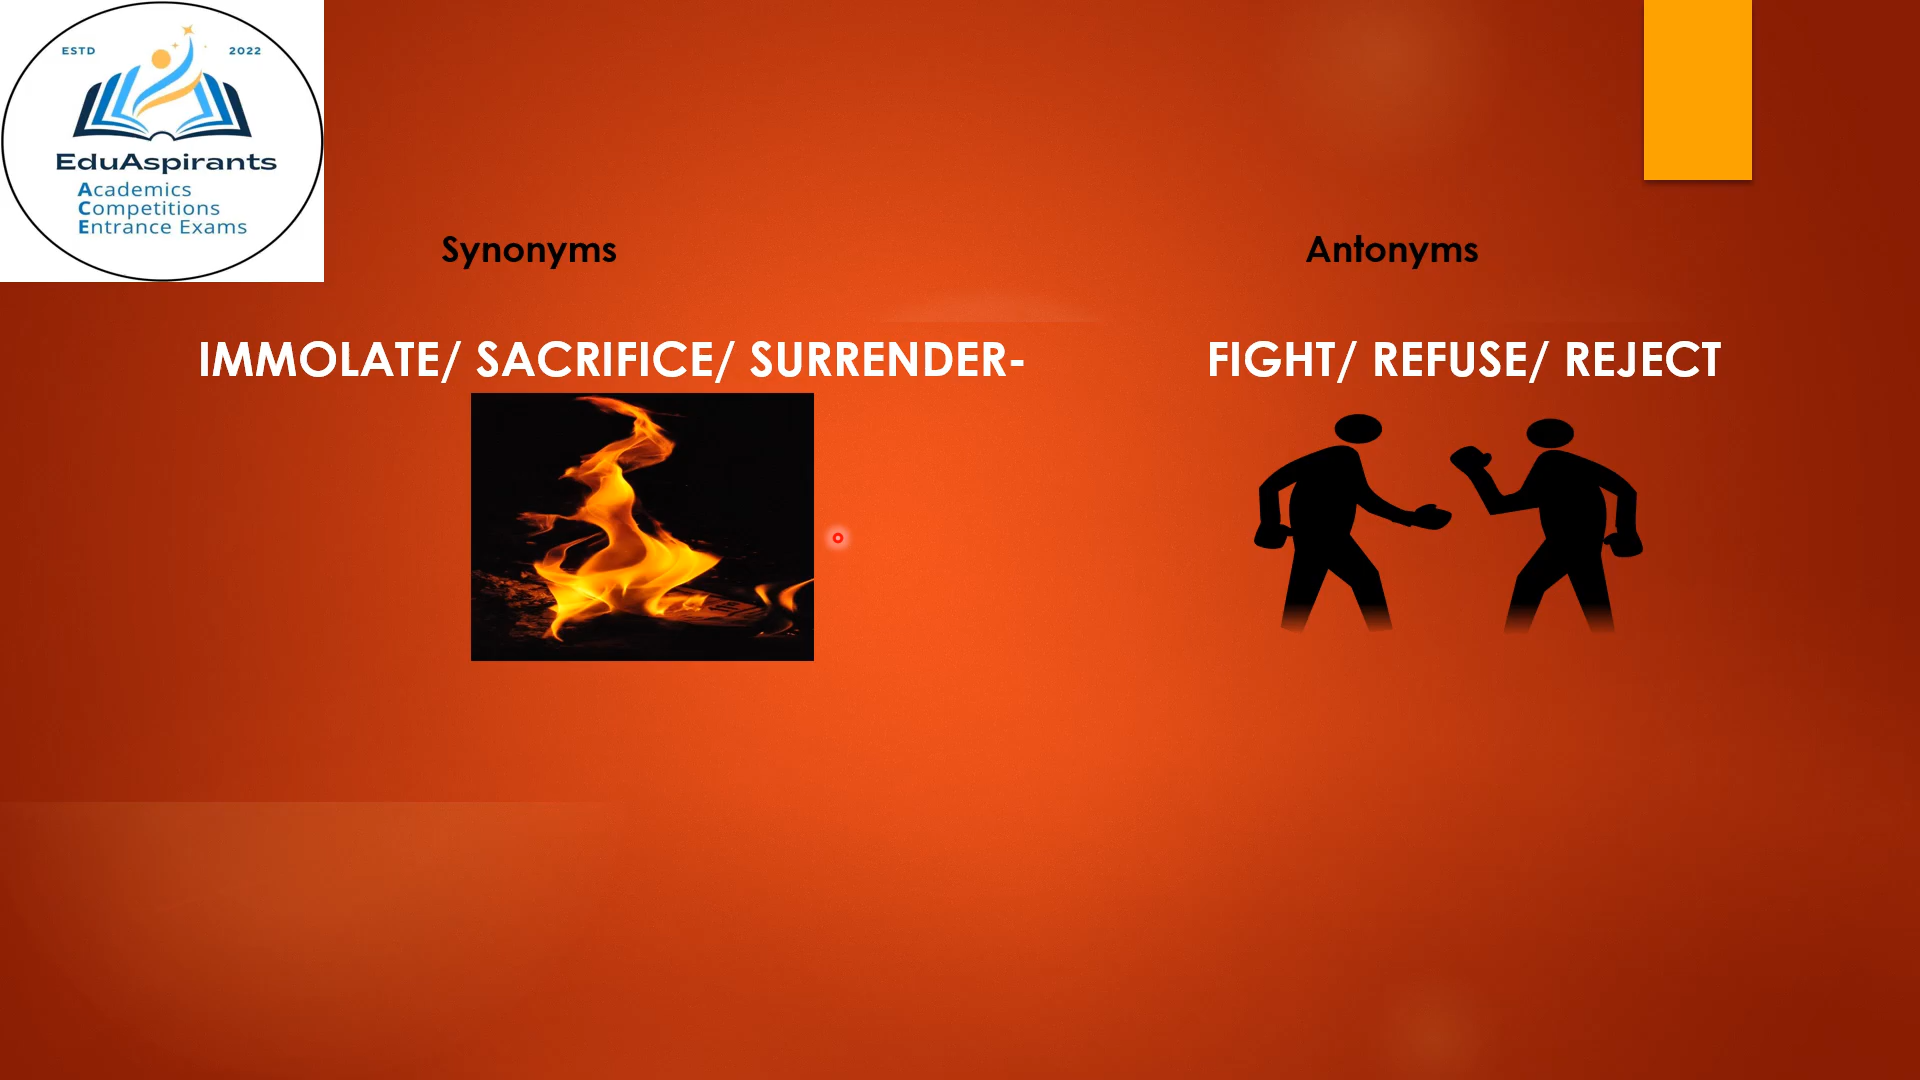 ESTD 2022
EduAspirants
Academics
Competitions
Entrance Exams
Synonyms Antonyms
IMMOLATE/ SACRIFICE/ SURRENDER- FIGHT/ REFUSE/ REJECT